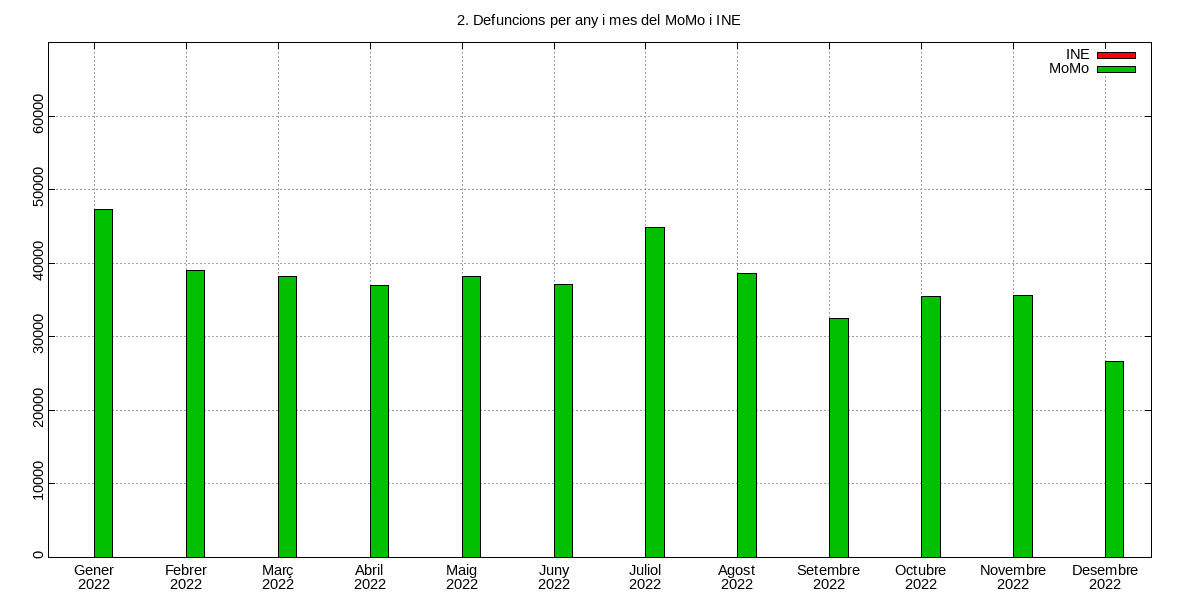 2. Defuncions per any i mes del MoMo i INE
INE
MoMo
60000
50000
40000
30000
20000
10000
0
Gener Febrer Març Abril Maig Juny Juliol Agost Setembre Octubre Novembre Desembre
2022 2022 2022 2022 2022 2022 2022 2022 2022 2022 2022 2022